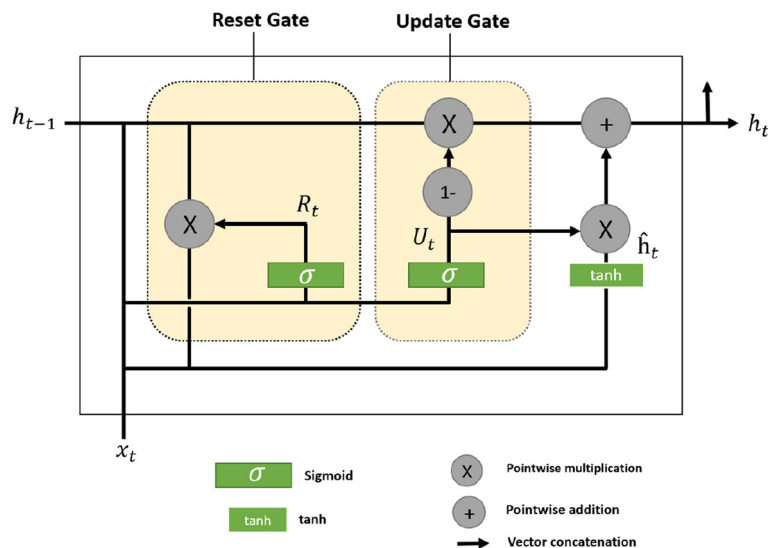 Reset Gate
Update Gate
h_{t-1}
X
+
h_t
1-
R_t
X
U_t
X
ĥ_t
σ
σ
tanh
x_t
σ Sigmoid
X Pointwise multiplication
tanh tanh
+ Pointwise addition
Vector concatenation